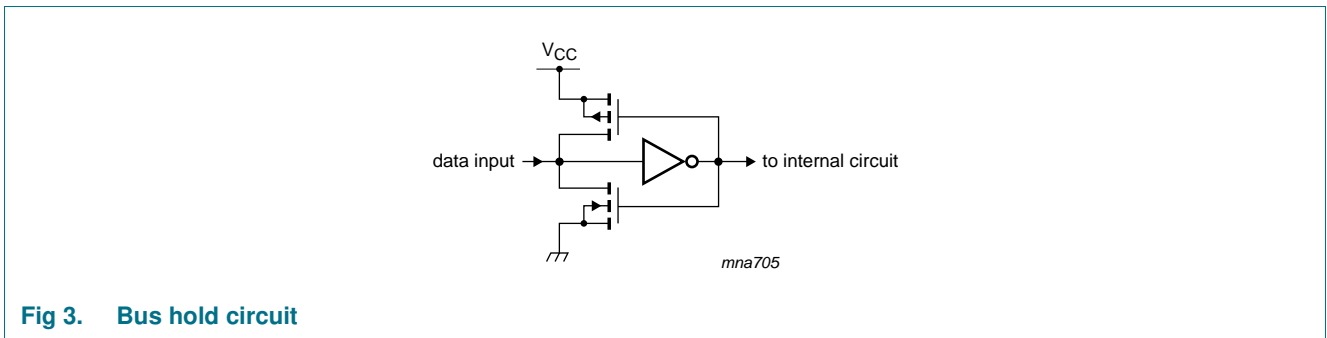 VCC
data input
to internal circuit
mna705
Fig 3. Bus hold circuit